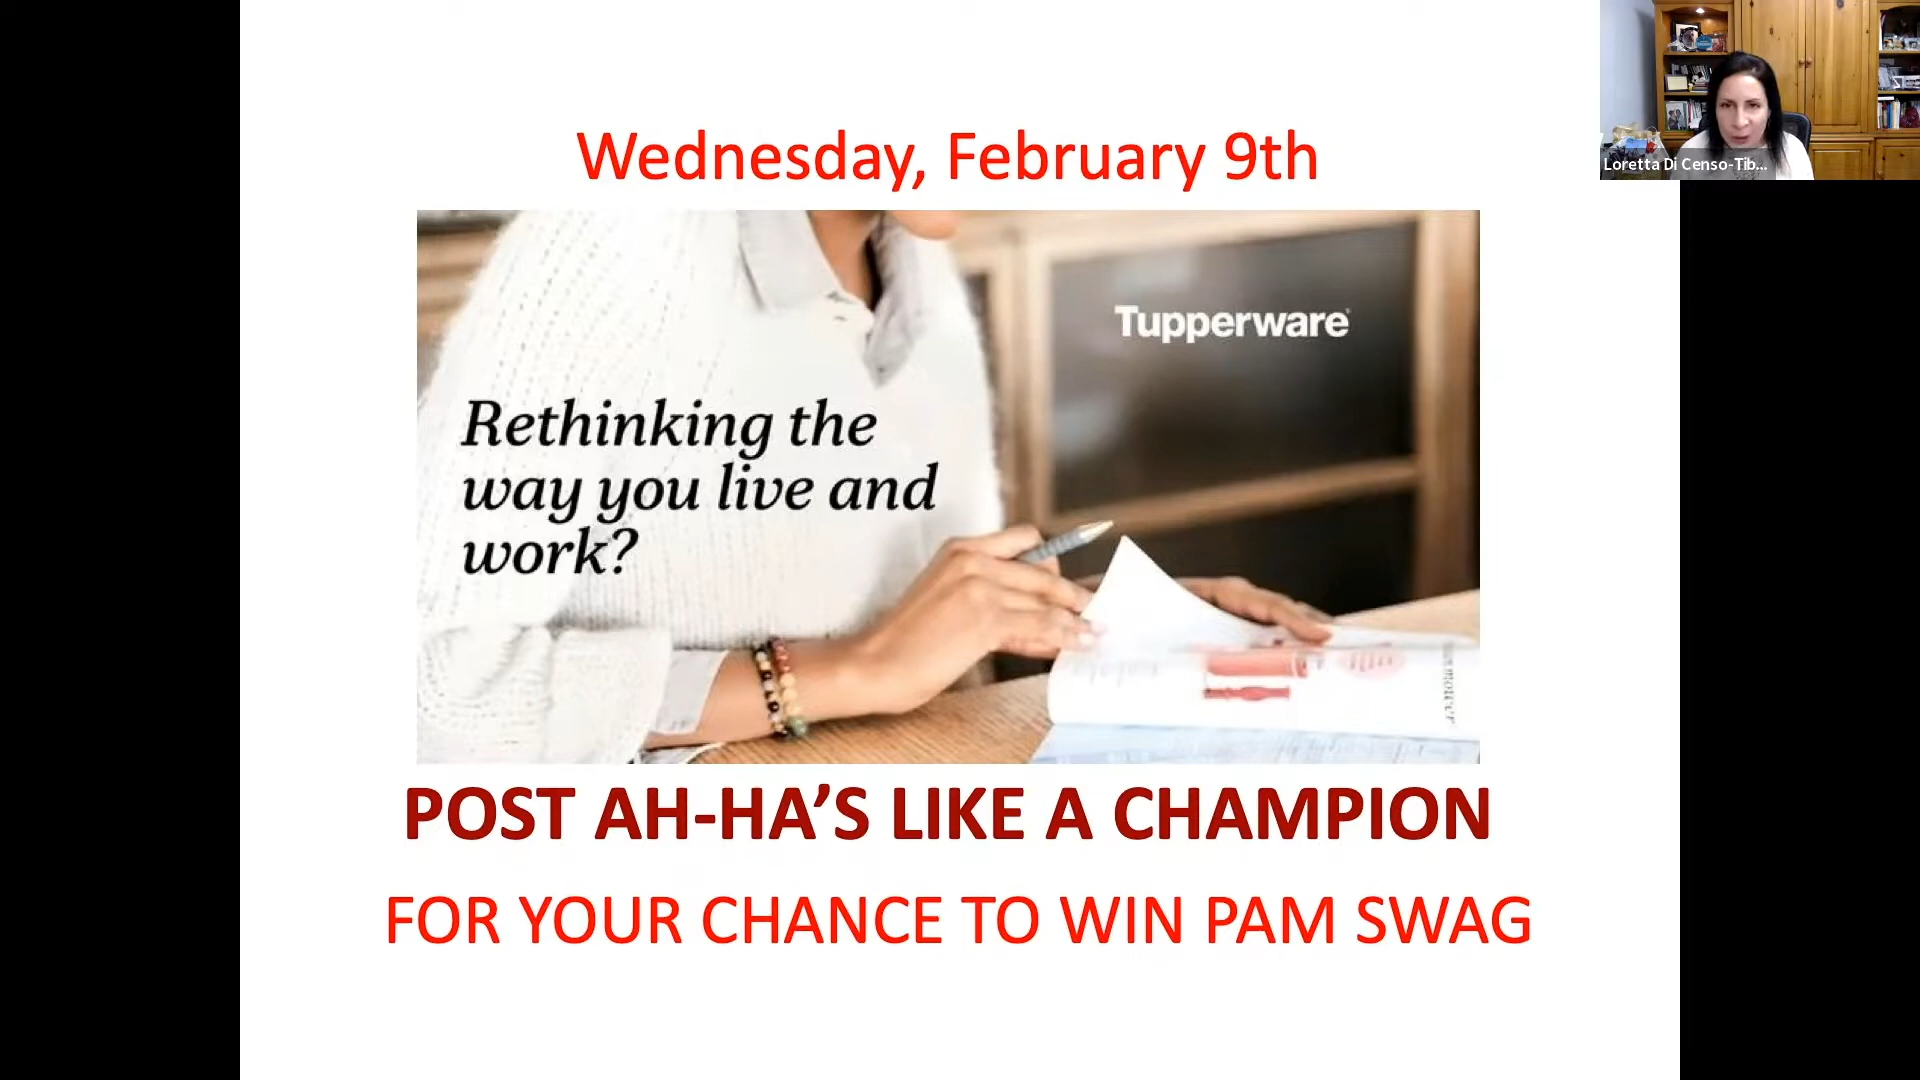 Wednesday, February 9th
Loretta Di Censo-Tib...
Tupperware
Rethinking the
way you live and
work?
POST AH-HA’S LIKE A CHAMPION
FOR YOUR CHANCE TO WIN PAM SWAG